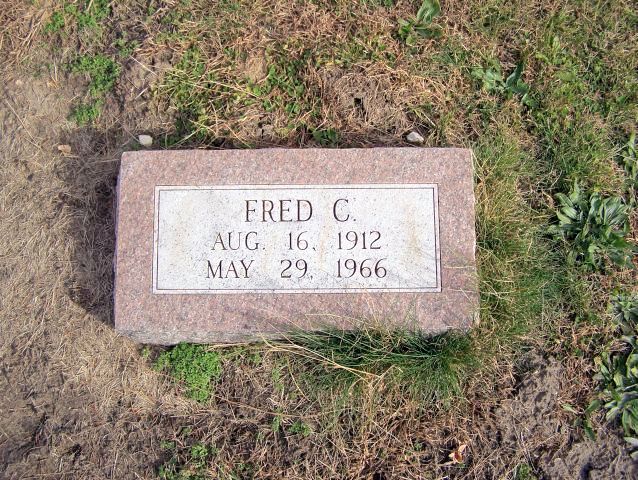 FRED C.
AUG. 16, 1912
MAY 29, 1966